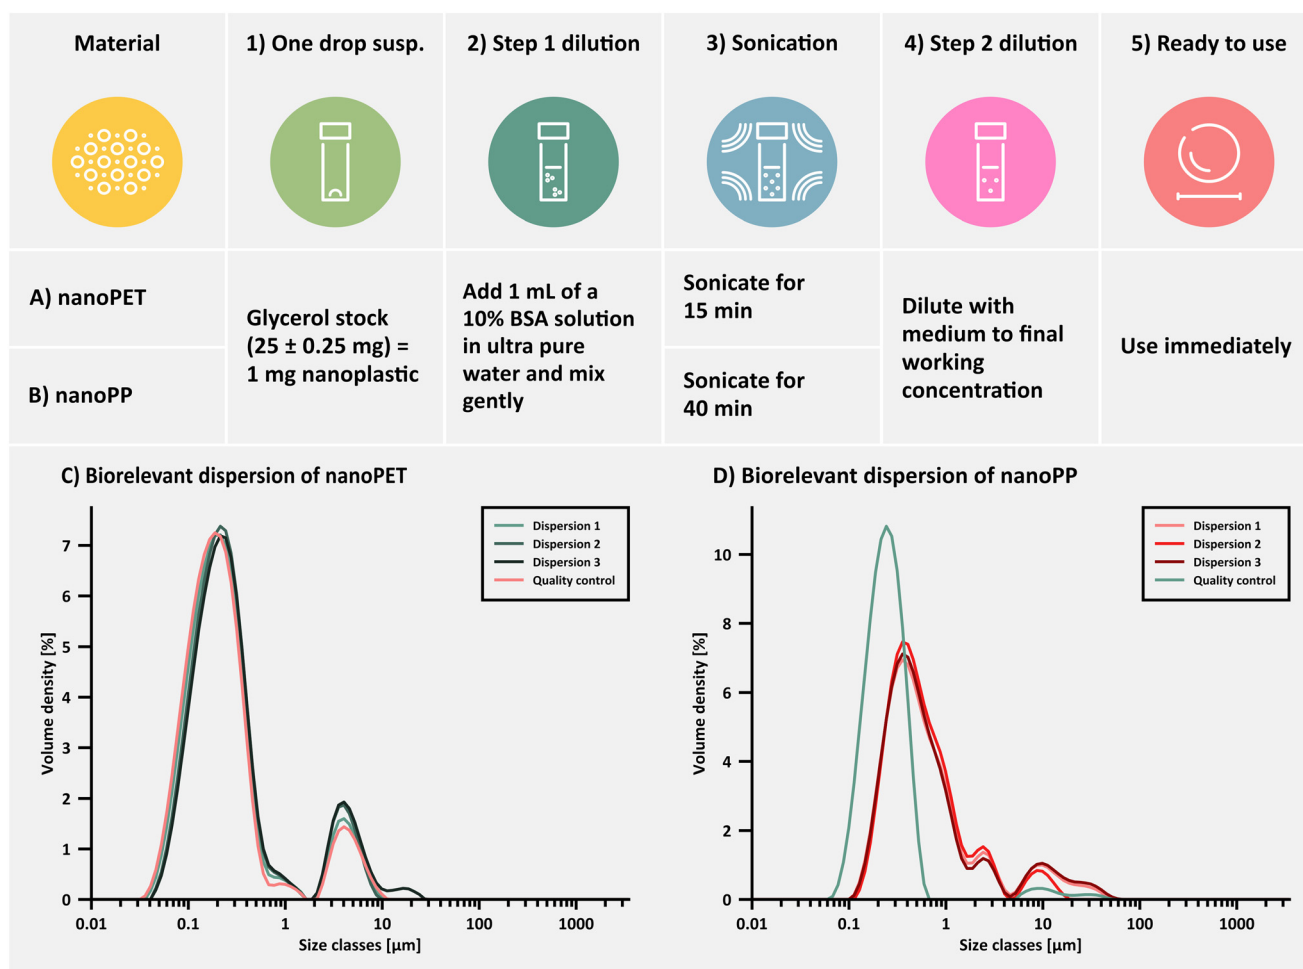 Material
1) One drop susp.
2) Step 1 dilution
3) Sonication
4) Step 2 dilution
5) Ready to use
A) nanoPET
B) nanoPP
Glycerol stock
(25 ± 0.25 mg) =
1 mg nanoplastic
Add 1 mL of a
10% BSA solution
in ultra pure
water and mix
gently
Sonicate for
15 min
Sonicate for
40 min
Dilute with
medium to final
working
concentration
Use immediately
C) Biorelevant dispersion of nanoPET
Dispersion 1
Dispersion 2
Dispersion 3
Quality control
Volume density [%]
7
6
5
4
3
2
1
0
0.01 0.1 1 10 100 1000
Size classes [µm]
D) Biorelevant dispersion of nanoPP
Dispersion 1
Dispersion 2
Dispersion 3
Quality control
Volume density [%]
10
8
6
4
2
0
0.01 0.1 1 10 100 1000
Size classes [µm]